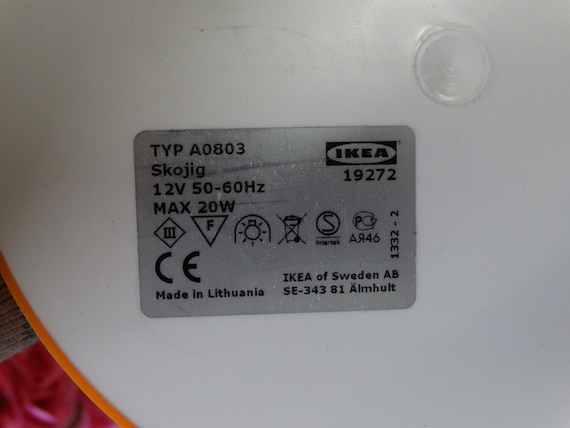 TYP A0803
Skojig
12V 50-60Hz
MAX 20W
IKEA
19272
III
F
S
Intertek
РС
АЯ46
1332 - 2
CE
Made in Lithuania
IKEA of Sweden AB
SE-343 81 Älmhult